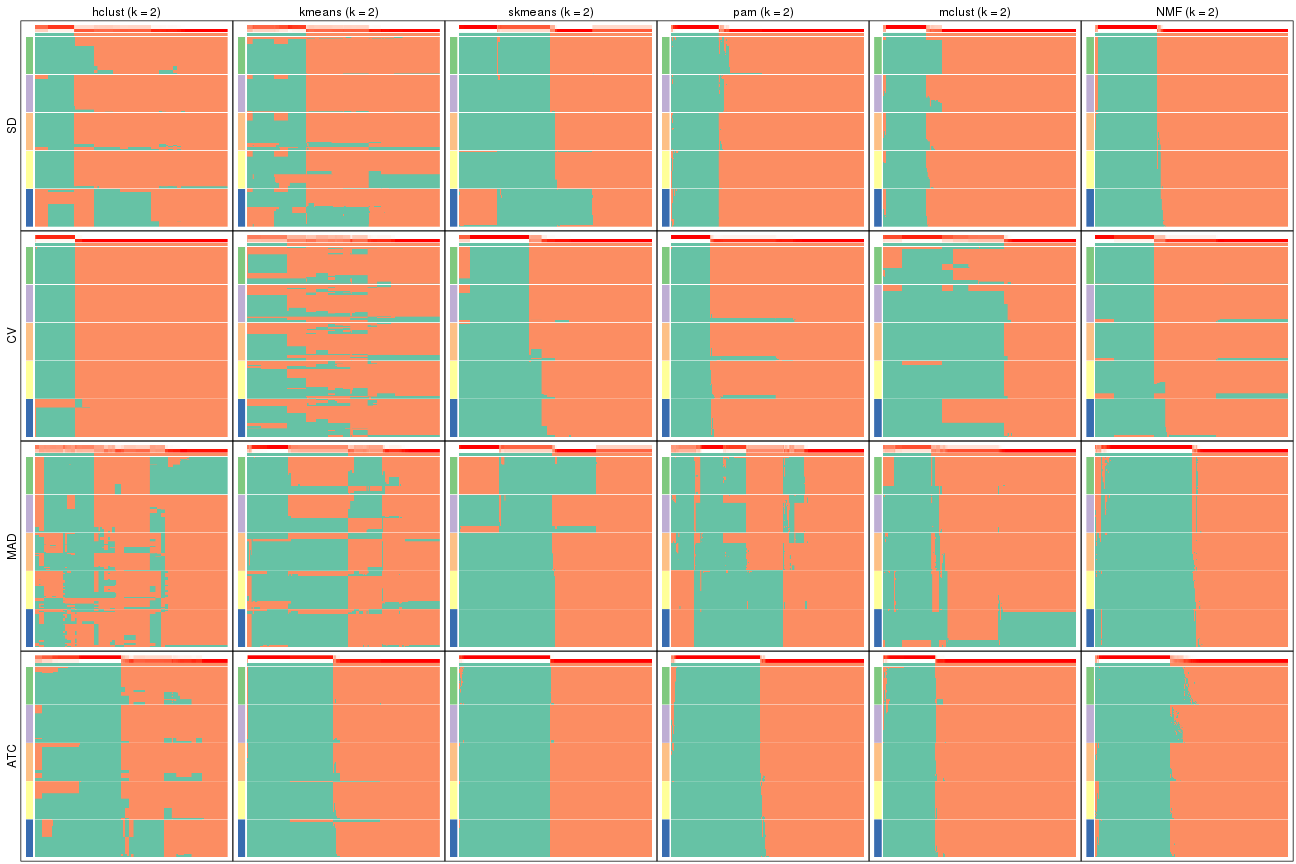 hclust (k = 2) kmeans (k = 2) skmeans (k = 2) pam (k = 2) mclust (k = 2) NMF (k = 2)
SD
CV
MAD
ATC